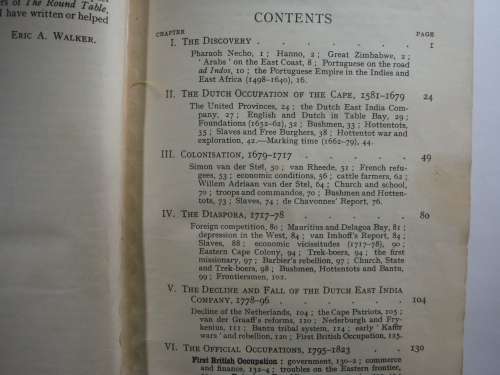 rs of The Round Table,
I have written or helped
ERIC A. WALKER.
CONTENTS
CHAPTER PAGE
I. THE DISCOVERY . . . . . . . 1
Pharaoh Necho, 1 ; Hanno, 2 ; Great Zimbabwe, 2 ;
'Arabs' on the East Coast, 8 ; Portuguese on the road
ad Indos, 10 ; the Portuguese Empire in the Indies and
East Africa (1498–1640), 16.
II. THE DUTCH OCCUPATION OF THE CAPE, 1581–1679 24
The United Provinces, 24 ; the Dutch East India Com-
pany, 27 ; English and Dutch in Table Bay, 29 ;
Foundations (1652–62), 32 ; Bushmen, 33 ; Hottentots,
35 ; Slaves and Free Burghers, 38 ; Hottentot war and
exploration, 42.—Marking time (1662–79), 44.
III. COLONISATION, 1679–1717 . . . . . 49
Simon van der Stel, 50 ; van Rheede, 51 ; French refu-
gees, 53 ; economic conditions, 56 ; cattle farmers, 62 ;
Willem Adriaan van der Stel, 64 ; Church and school,
70 ; troops and commandos, 70 ; Bushmen and Hotten-
tots, 73 ; Slaves, 74 ; de Chavonnes' Report, 76.
IV. THE DIASPORA, 1717–78 . . . . . 80
Foreign competition, 80 ; Mauritius and Delagoa Bay, 81 ;
depression in the West, 84 ; van Imhoff's Report, 84 ;
Slaves, 88 ; economic vicissitudes (1717–78), 90 ;
Eastern Cape Colony, 94 ; Trek-boers, 94 ; the first
missionary, 97 ; Barbier's rebellion, 97 ; Church, State
and Trek-boers, 98 ; Bushmen, Hottentots and Bantu,
99 ; Frontiersmen, 102.
V. THE DECLINE AND FALL OF THE DUTCH EAST INDIA
COMPANY, 1778–96 . . . . . . 104
Decline of the Netherlands, 104 ; the Cape Patriots, 105 ;
van der Graaff's reforms, 110 ; Nederburgh and Fry-
kenius, 111 ; Bantu tribal system, 114 ; early 'Kaffir
wars' and rebellion, 120 ; First British Occupation, 125.
VI. THE OFFICIAL OCCUPATIONS, 1795–1823 . . 130
First British Occupation : government, 130–2 ; commerce
and finance, 132–4 ; troubles on the Eastern frontier,